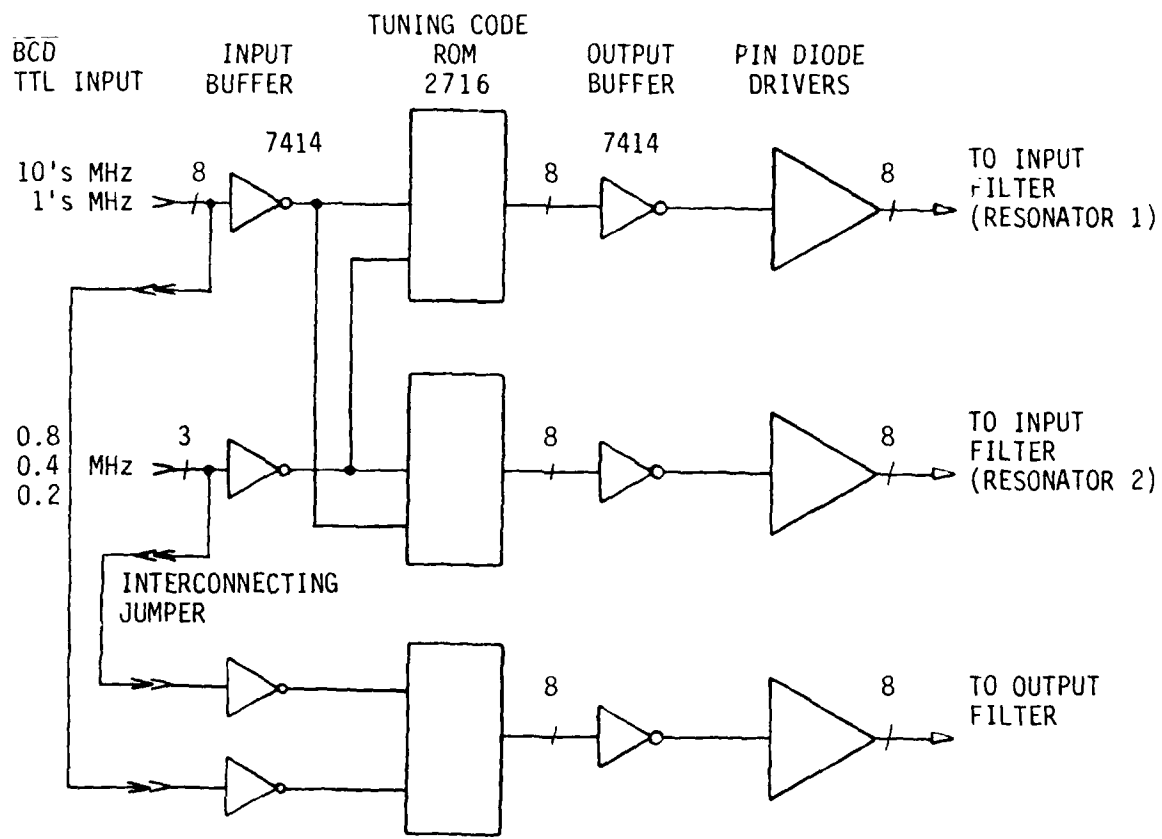 BCD
TTL INPUT
INPUT
BUFFER
TUNING CODE
ROM
2716
OUTPUT
BUFFER
PIN DIODE
DRIVERS
7414
7414
10's MHz
1's MHz
8
8
8
TO INPUT
FILTER
(RESONATOR 1)
0.8
0.4 MHz
0.2
3
8
8
TO INPUT
FILTER
(RESONATOR 2)
INTERCONNECTING
JUMPER
8
8
TO OUTPUT
FILTER